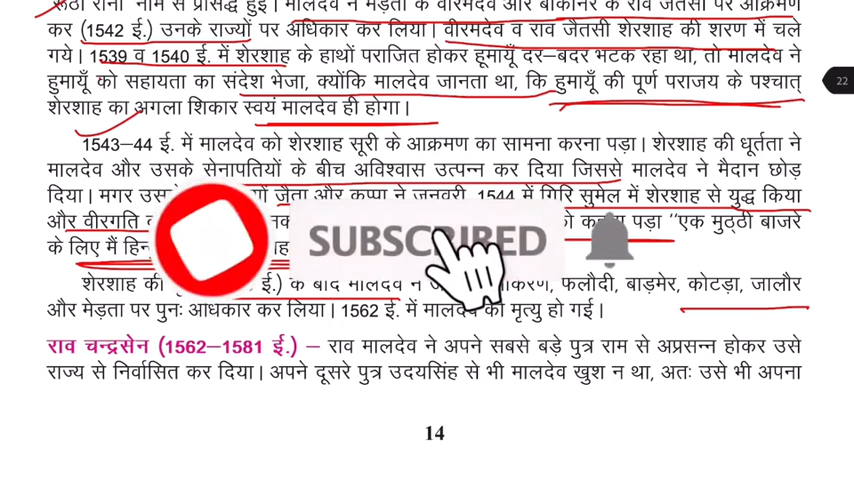 रूठी रानी' नाम से प्रसिद्ध हुई। मालदेव ने मेड़ता के वीरमदेव और बीकानेर के राव जैतसी पर आक्रमण
कर (1542 ई.) उनके राज्यों पर अधिकार कर लिया। वीरमदेव व राव जैतसी शेरशाह की शरण में चले
गये। 1539 व 1540 ई. में शेरशाह के हाथों पराजित होकर हूमायूँ दर-बदर भटक रहा था, तो मालदेव ने
हुमायूँ को सहायता का संदेश भेजा, क्योंकि मालदेव जानता था, कि हुमायूँ की पूर्ण पराजय के पश्चात्
शेरशाह का अगला शिकार स्वयं मालदेव ही होगा।
22
1543-44 ई. में मालदेव को शेरशाह सूरी के आक्रमण का सामना करना पड़ा। शेरशाह की धूर्तता ने
मालदेव और उसके सेनापतियों के बीच अविश्वास उत्पन्न कर दिया जिससे मालदेव ने मैदान छोड़
दिया। मगर जैता और कूंपा ने जनवरी, 1544 में गिरि सुमेल में शेरशाह से युद्ध किया
और वीरगति पड़ा "एक मुठ्ठी बाजरे
के लिए मैं
SUBSCRIBED
शेरशाह की ई.) के बाद मालदेव ने फलौदी, बाड़मेर, कोटड़ा, जालौर
और मेड़ता पर पुनः अधिकार कर लिया। 1562 ई. में मालदेव की मृत्यु हो गई।
राव चन्द्रसेन (1562-1581 ई.) – राव मालदेव ने अपने सबसे बड़े पुत्र राम से अप्रसन्न होकर उसे
राज्य से निर्वासित कर दिया। अपने दूसरे पुत्र उदयसिंह से भी मालदेव खुश न था, अतः उसे भी अपना
14